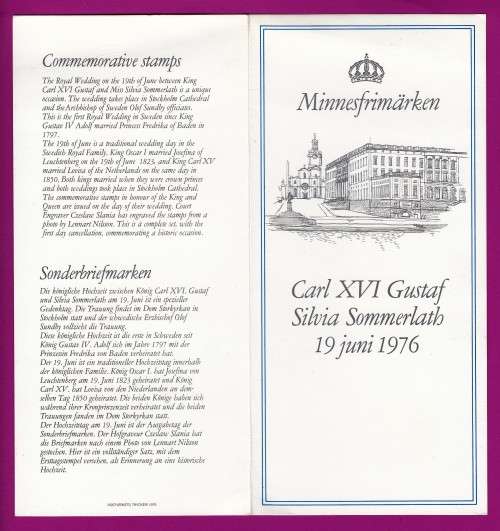 Commemorative stamps
The Royal Wedding on the 19th of June between King
Carl XVI Gustaf and Miss Silvia Sommerlath is a unique
occasion. The wedding takes place in Stockholm Cathedral
and the Archbishop of Sweden Olof Sundby officiates.
This is the first Royal Wedding in Sweden since King
Gustav IV Adolf married Princess Fredrika of Baden in
1797.
The 19th of June is a traditional wedding day in the
Swedish Royal Family, King Oscar I married Josefina of
Leuchtenberg on the 19th of June 1823, and King Carl XV
married Lovisa of the Netherlands on the same day in
1850. Both kings married when they were crown princes
and both weddings took place in Stockholm Cathedral.
The commemorative stamps in honour of the King and
Queen are issued on the day of their wedding. Court
Engraver Czeslaw Slania has engraved the stamps from a
photo by Lennart Nilson. This is a complete set, with the
first day cancellation, commemorating a historic occasion.
Sonderbriefmarken
Die königliche Hochzeit zwischen König Carl XVI. Gustaf
und Silvia Sommerlath am 19. Juni ist ein spezieller
Gedenktag. Die Trauung findet im Dom Storkyrkan in
Stockholm statt und der schwedische Erzbischof Olof
Sundby vollzieht die Trauung.
Diese königliche Hochzeit ist die erste in Schweden seit
König Gustav IV. Adolf sich im Jahre 1797 mit der
Prinzessin Fredrika von Baden verheiratet hat.
Der 19. Juni ist ein traditioneller Hochzeitstag innerhalb
der königlichen Familie. König Oscar I. hat Josefina von
Leuchtenberg am 19. Juni 1823 geheiratet und König
Carl XV. hat Lovisa von den Niederlanden an dem-
selben Tag 1850 geheiratet. Die beiden Könige haben sich
während ihrer Kronprinzenzeit verheiratet und die beiden
Trauungen fanden im Dom Storkyrkan statt.
Der Hochzeitstag am 19. Juni ist der Ausgabetag der
Sonderbriefmarken. Der Hofgraveur Czeslaw Slania hat
die Briefmarken nach einem Photo von Lennart Nilson
gestochen. Hier ist ein vollständiger Satz, mit dem
Ersttagsstempel versehen, als Erinnerung an eine historische
Hochzeit.
Minnesfrimärken
Carl XVI Gustaf
Silvia Sommerlath
19 juni 1976